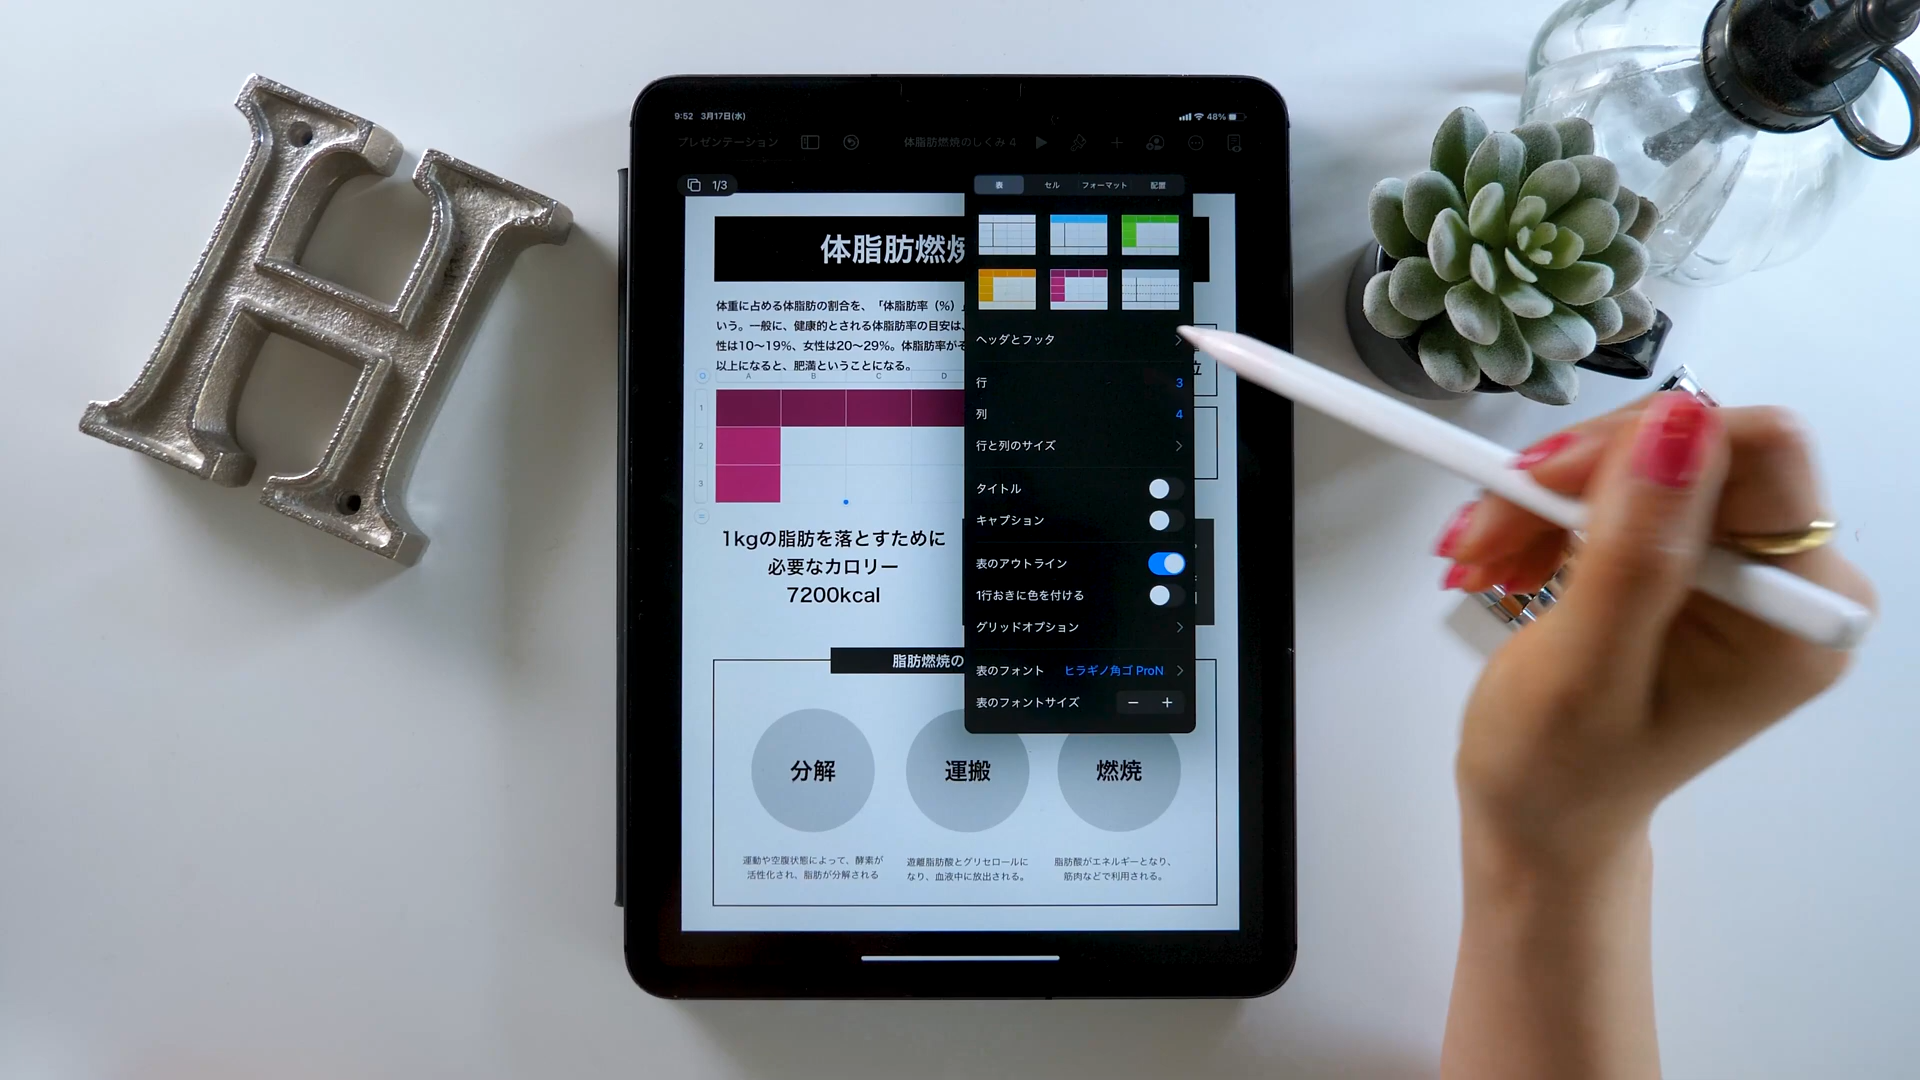 9:52 3月17日(水)
48%
プレゼンテーション
体脂肪燃焼のしくみ 4
1/3
表 セル フォーマット 配置
体脂肪燃焼
体重に占める体脂肪の割合を、「体脂肪率（%）」
いう。一般に、健康的とされる体脂肪率の目安は、
性は10〜19%、女性は20〜29%。体脂肪率がそ
以上になると、肥満ということになる。
A B C D
1
2
3
1kgの脂肪を落とすために
必要なカロリー
7200kcal
ヘッダとフッタ
行 3
列 4
行と列のサイズ
タイトル
キャプション
表のアウトライン
1行おきに色を付ける
グリッドオプション
表のフォント ヒラギノ角ゴ ProN
表のフォントサイズ − +
位
脂肪燃焼の
分解
運搬
燃焼
運動や空腹状態によって、酵素が
活性化され、脂肪が分解される
遊離脂肪酸とグリセロールに
なり、血液中に放出される。
脂肪酸がエネルギーとなり、
筋肉などで利用される。
H